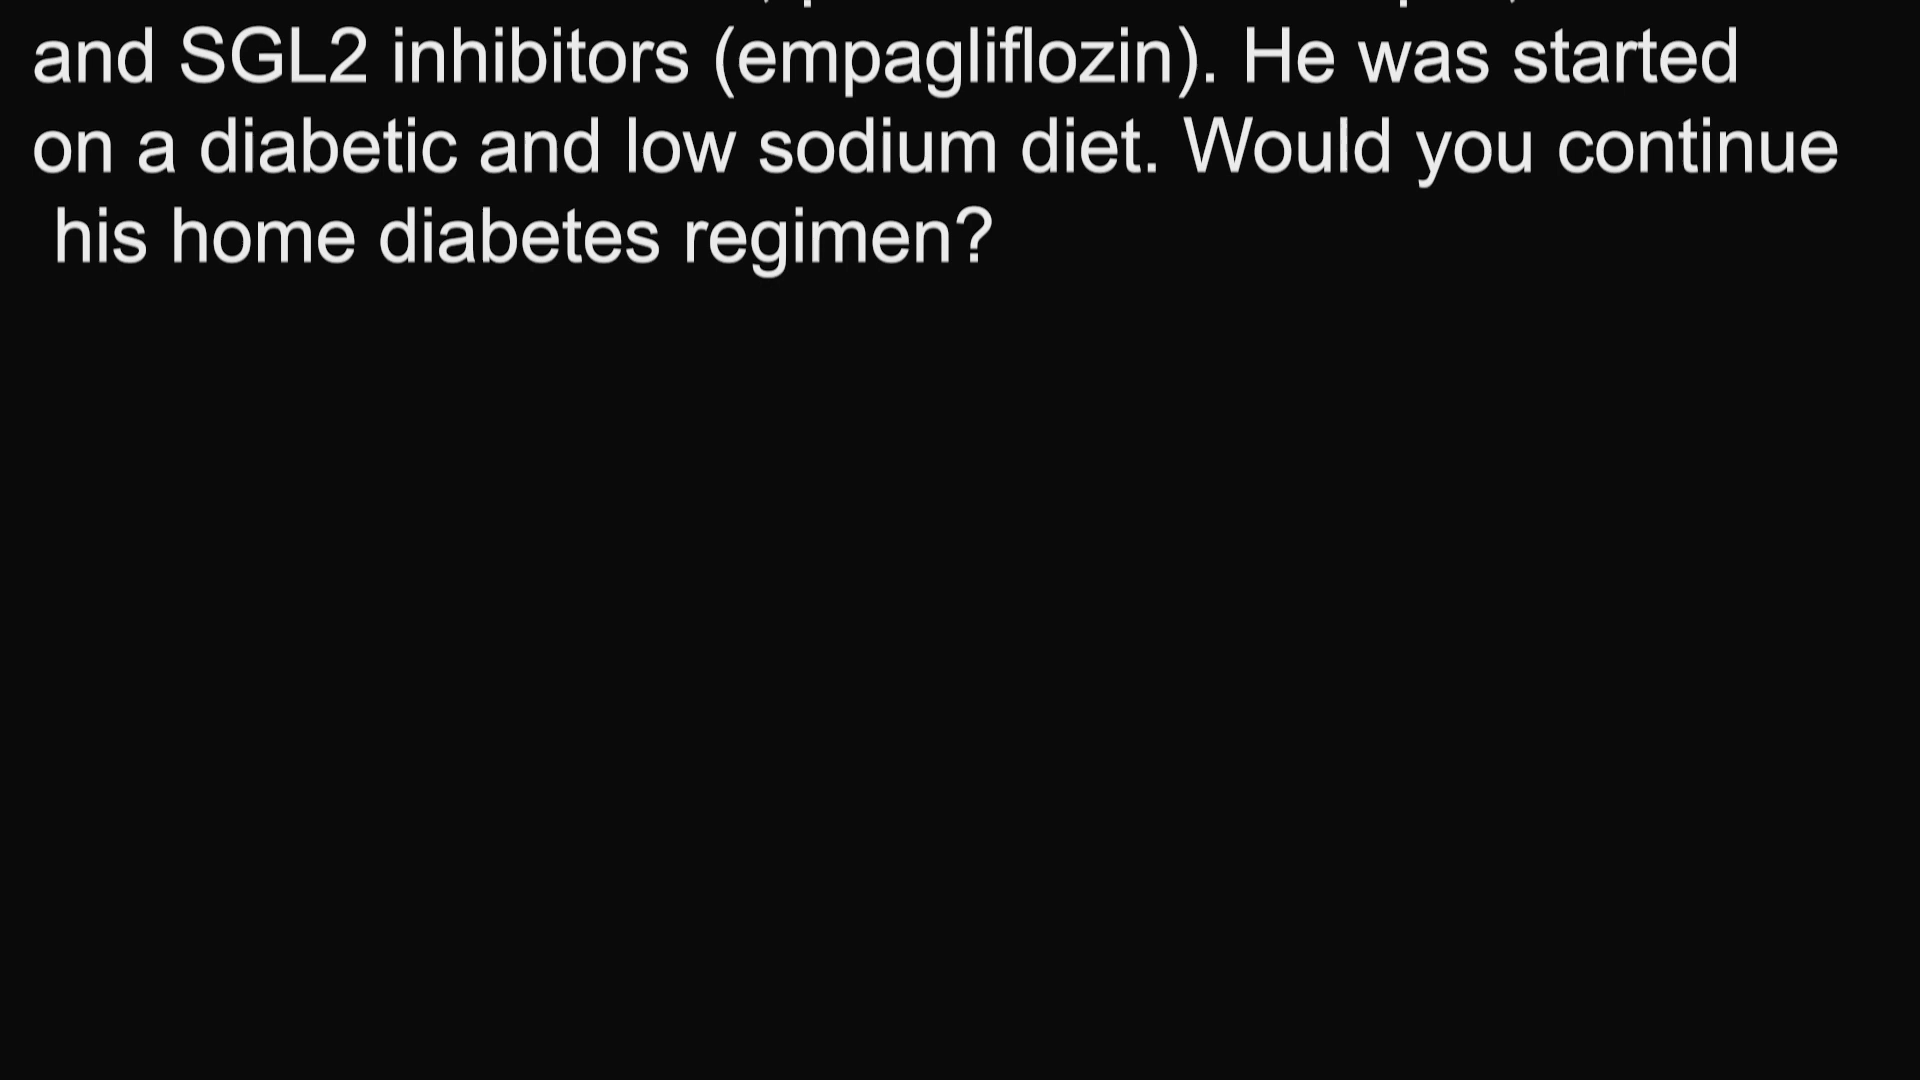 and SGL2 inhibitors (empagliflozin). He was started
on a diabetic and low sodium diet. Would you continue
his home diabetes regimen?